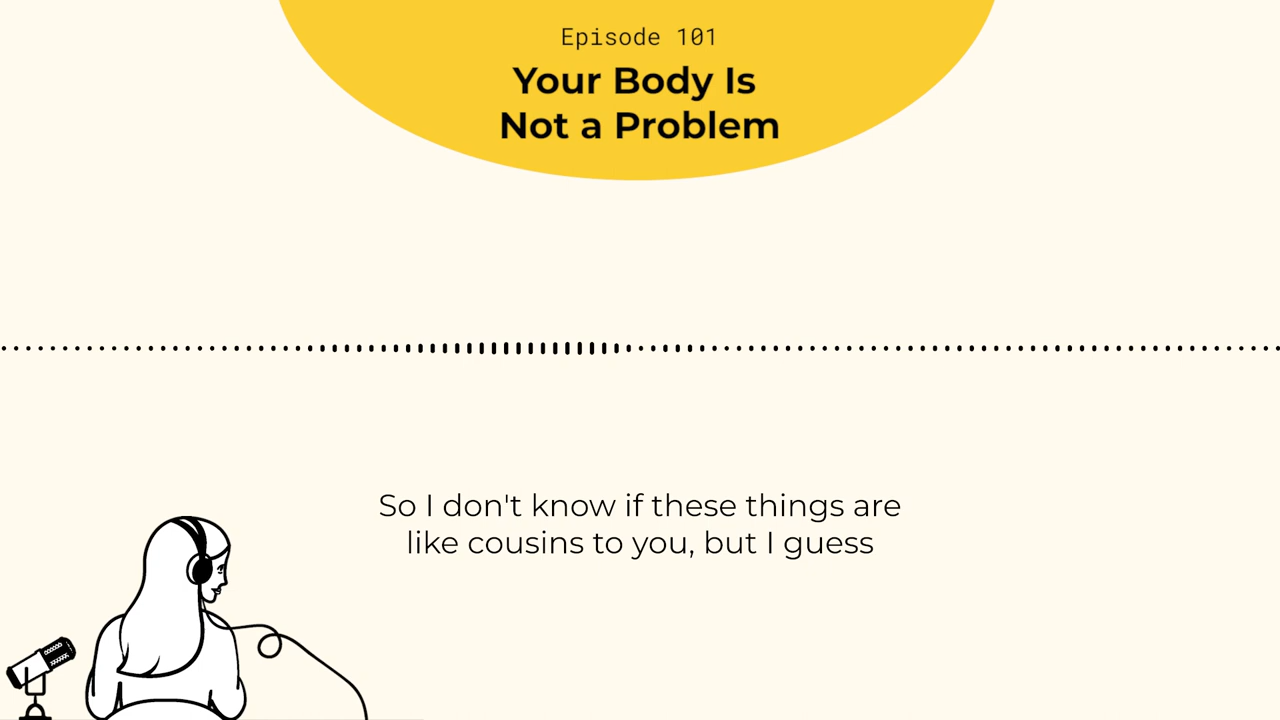 Episode 101
Your Body Is
Not a Problem
So I don't know if these things are
like cousins to you, but I guess